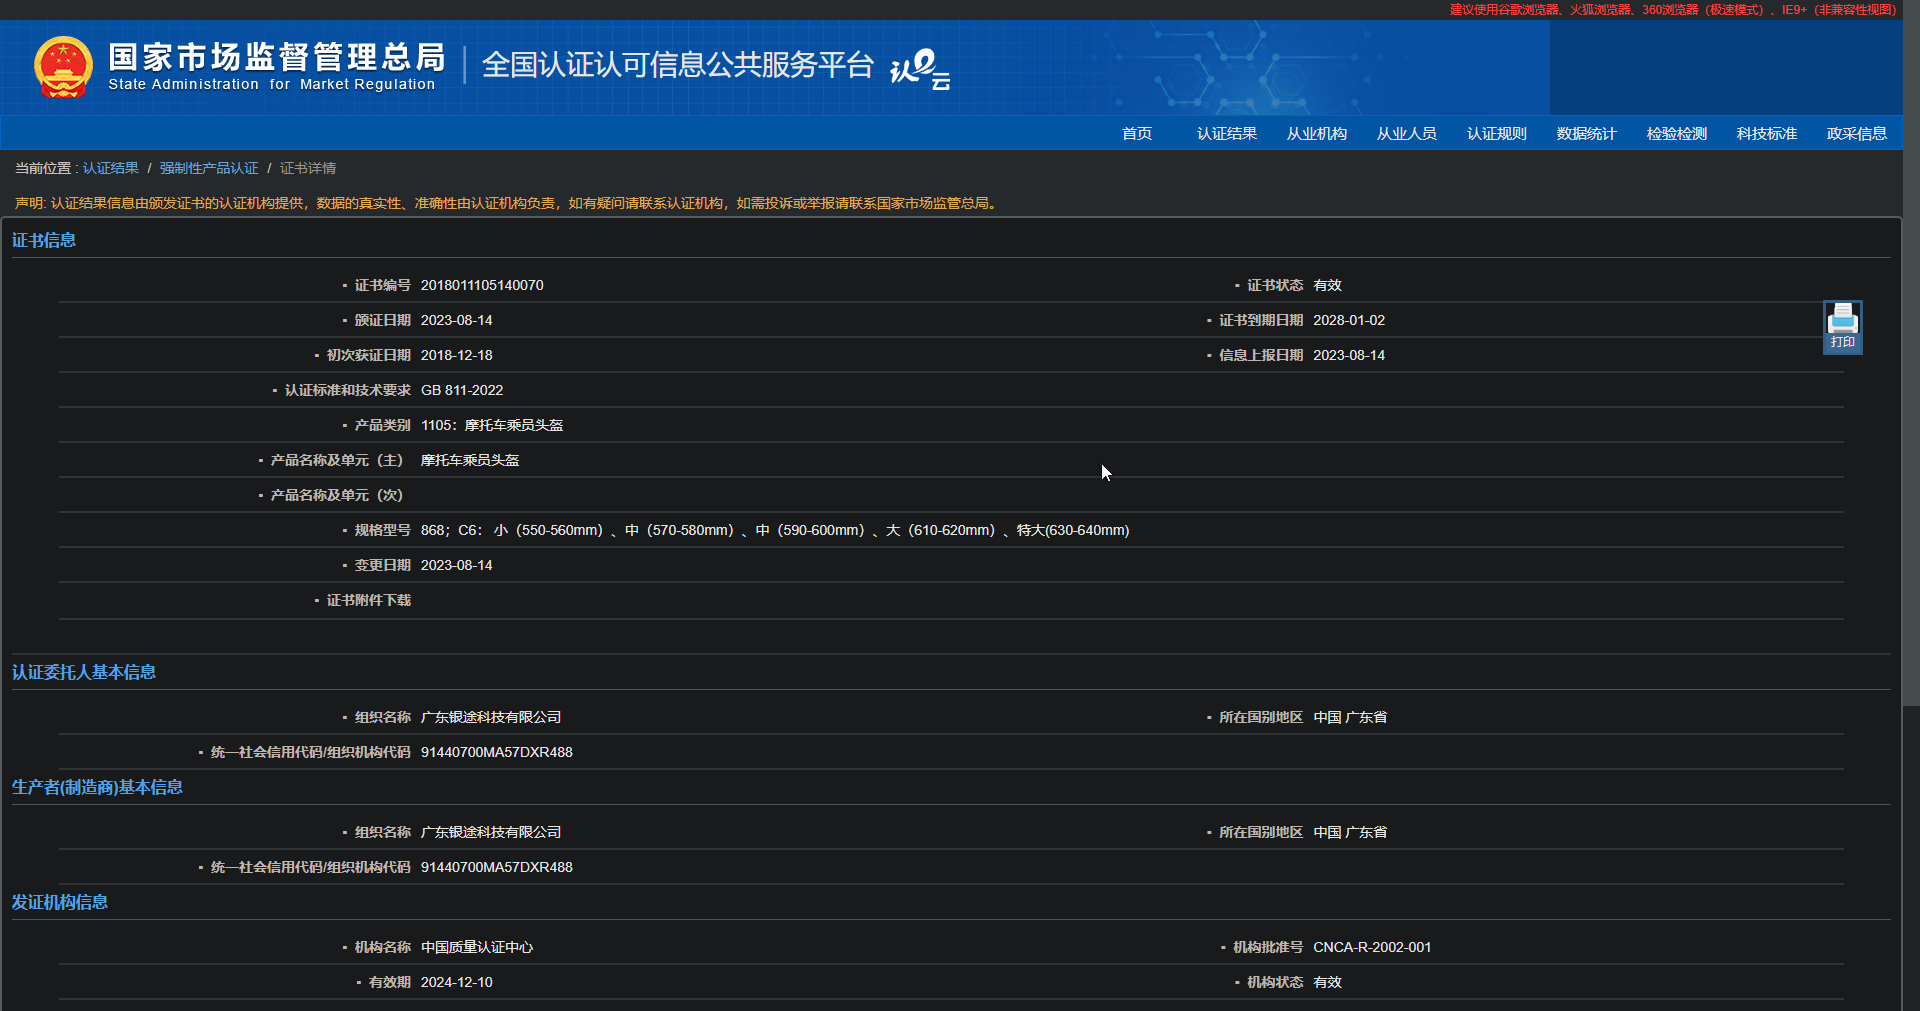 建议使用谷歌浏览器、火狐浏览器、360浏览器（极速模式）、IE9+（非兼容性视图）
国家市场监督管理总局
State Administration for Market Regulation
全国认证认可信息公共服务平台
认e云
首页 认证结果 从业机构 从业人员 认证规则 数据统计 检验检测 科技标准 政采信息
当前位置 : 认证结果 / 强制性产品认证 / 证书详情
声明: 认证结果信息由颁发证书的认证机构提供，数据的真实性、准确性由认证机构负责，如有疑问请联系认证机构，如需投诉或举报请联系国家市场监管总局。
证书信息
证书编号 2018011105140070 证书状态 有效
颁证日期 2023-08-14 证书到期日期 2028-01-02
打印
初次获证日期 2018-12-18 信息上报日期 2023-08-14
认证标准和技术要求 GB 811-2022
产品类别 1105：摩托车乘员头盔
产品名称及单元（主） 摩托车乘员头盔
产品名称及单元（次）
规格型号 868；C6： 小（550-560mm）、中（570-580mm）、中（590-600mm）、大（610-620mm）、特大(630-640mm)
变更日期 2023-08-14
证书附件下载
认证委托人基本信息
组织名称 广东银途科技有限公司 所在国别地区 中国 广东省
统一社会信用代码/组织机构代码 91440700MA57DXR488
生产者(制造商)基本信息
组织名称 广东银途科技有限公司 所在国别地区 中国 广东省
统一社会信用代码/组织机构代码 91440700MA57DXR488
发证机构信息
机构名称 中国质量认证中心 机构批准号 CNCA-R-2002-001
有效期 2024-12-10 机构状态 有效